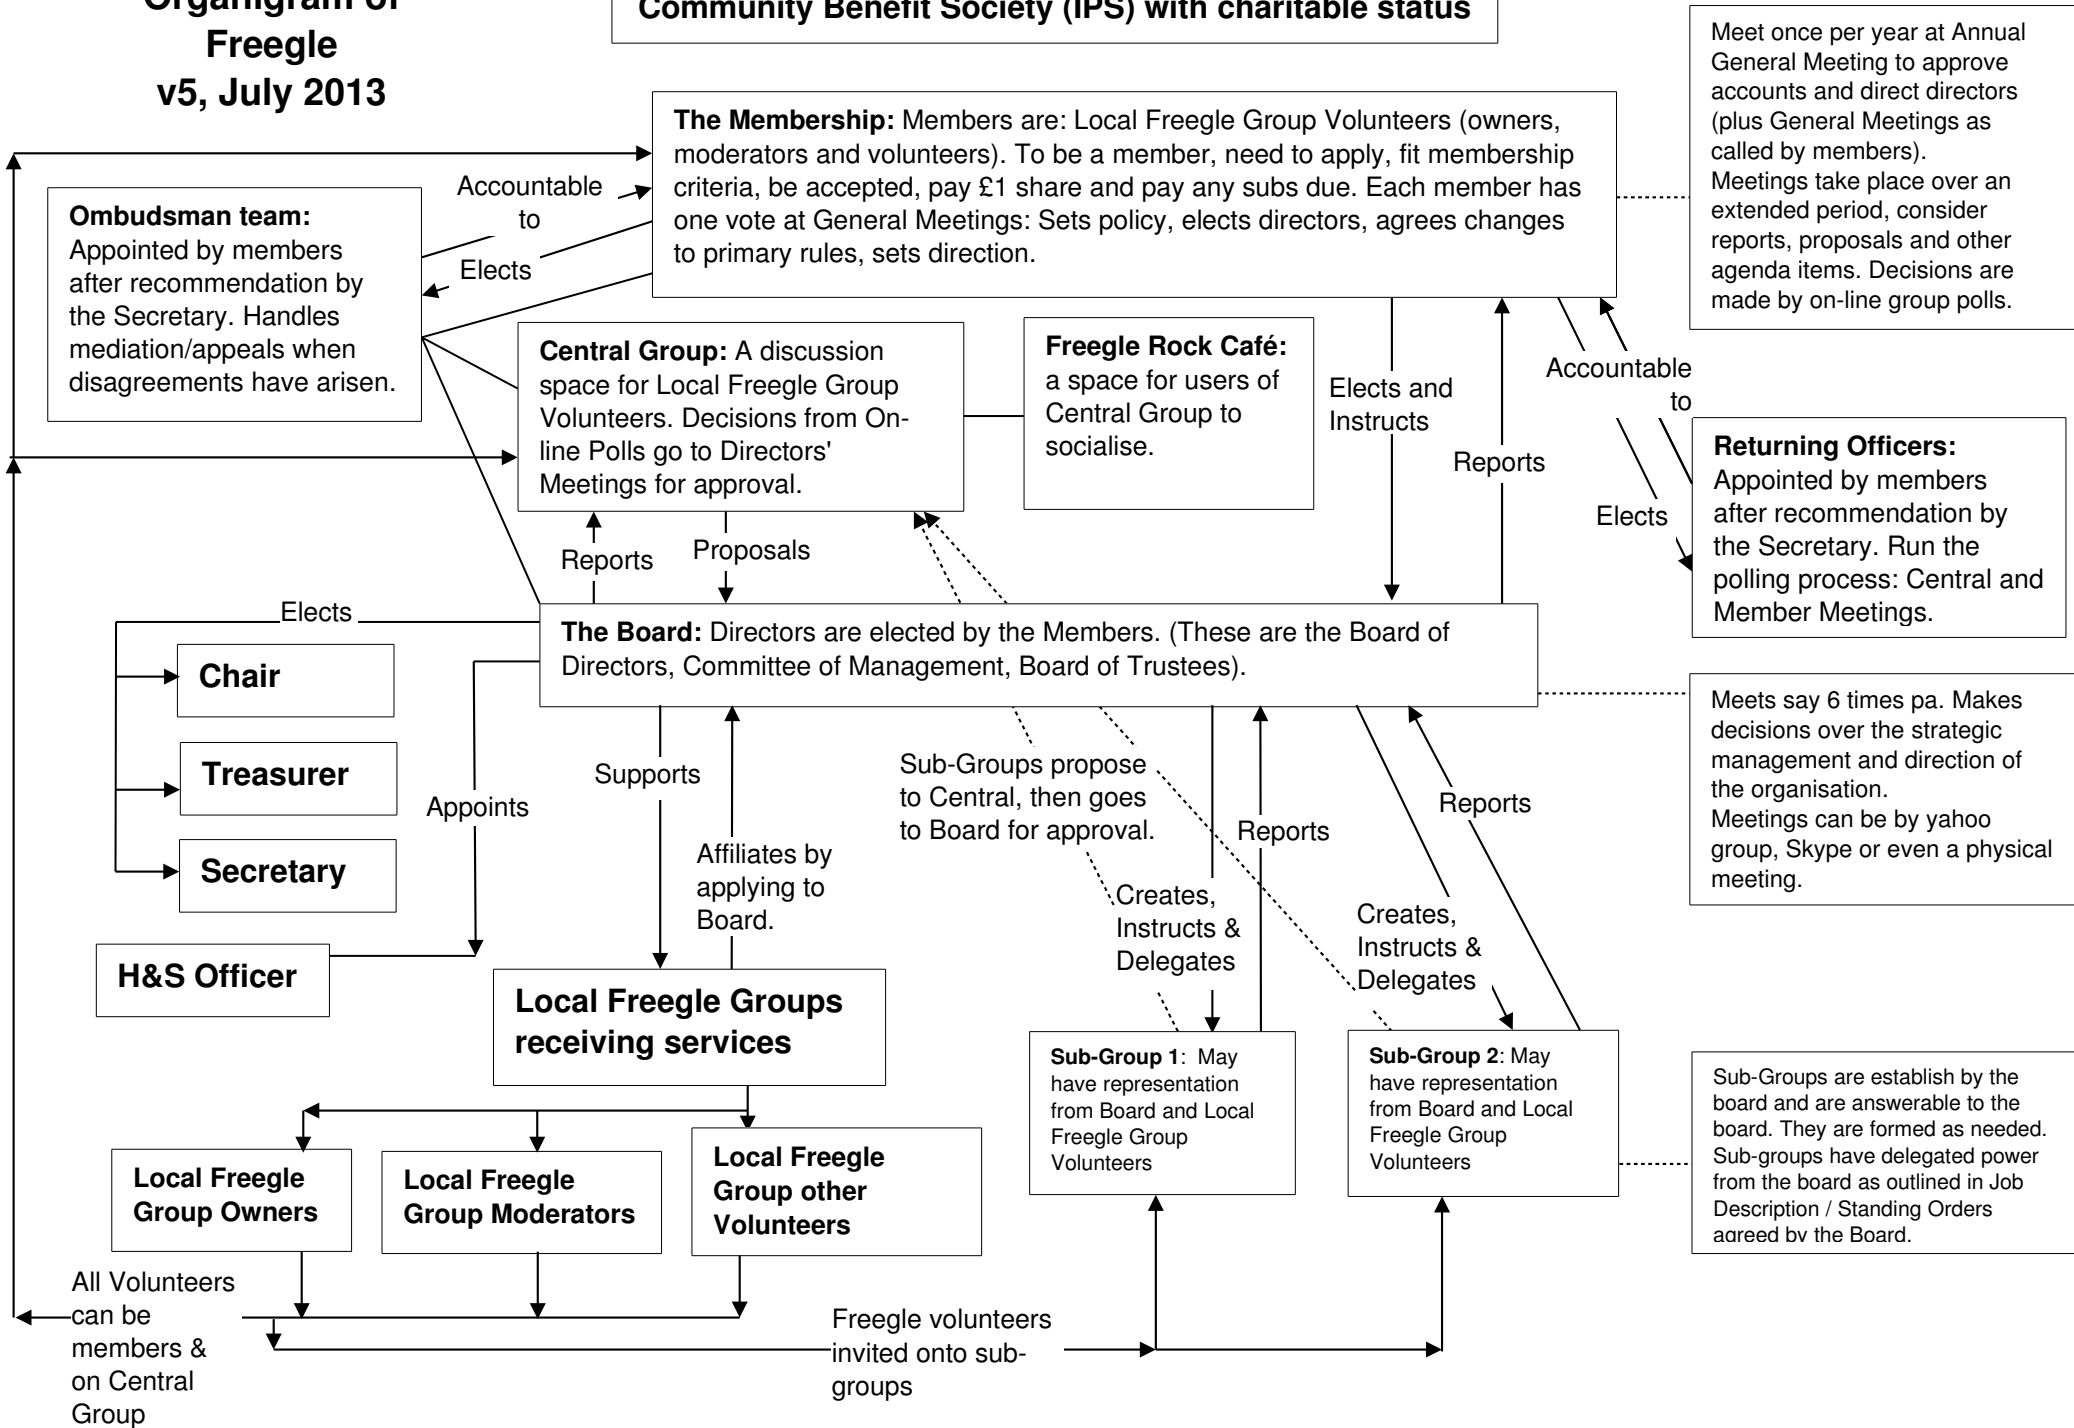 Organigram of
Freegle
v5, July 2013
Community Benefit Society (IPS) with charitable status
Meet once per year at Annual
General Meeting to approve
accounts and direct directors
(plus General Meetings as
called by members).
Meetings take place over an
extended period, consider
reports, proposals and other
agenda items. Decisions are
made by on-line group polls.
The Membership: Members are: Local Freegle Group Volunteers (owners,
moderators and volunteers). To be a member, need to apply, fit membership
criteria, be accepted, pay £1 share and pay any subs due. Each member has
one vote at General Meetings: Sets policy, elects directors, agrees changes
to primary rules, sets direction.
Accountable
to
Elects
Ombudsman team:
Appointed by members
after recommendation by
the Secretary. Handles
mediation/appeals when
disagreements have arisen.
Central Group: A discussion
space for Local Freegle Group
Volunteers. Decisions from On-
line Polls go to Directors'
Meetings for approval.
Freegle Rock Café:
a space for users of
Central Group to
socialise.
Elects and
Instructs
Reports
Accountable
to
Elects
Returning Officers:
Appointed by members
after recommendation by
the Secretary. Run the
polling process: Central and
Member Meetings.
Reports
Proposals
Elects
The Board: Directors are elected by the Members. (These are the Board of
Directors, Committee of Management, Board of Trustees).
Chair
Treasurer
Secretary
H&S Officer
Appoints
Supports
Affiliates by
applying to
Board.
Sub-Groups propose
to Central, then goes
to Board for approval.
Reports
Reports
Creates,
Instructs &
Delegates
Creates,
Instructs &
Delegates
Meets say 6 times pa. Makes
decisions over the strategic
management and direction of
the organisation.
Meetings can be by yahoo
group, Skype or even a physical
meeting.
Local Freegle Groups
receiving services
Sub-Group 1: May
have representation
from Board and Local
Freegle Group
Volunteers
Sub-Group 2: May
have representation
from Board and Local
Freegle Group
Volunteers
Sub-Groups are establish by the
board and are answerable to the
board. They are formed as needed.
Sub-groups have delegated power
from the board as outlined in Job
Description / Standing Orders
agreed by the Board.
Local Freegle
Group Owners
Local Freegle
Group Moderators
Local Freegle
Group other
Volunteers
All Volunteers
can be
members &
on Central
Group
Freegle volunteers
invited onto sub-
groups